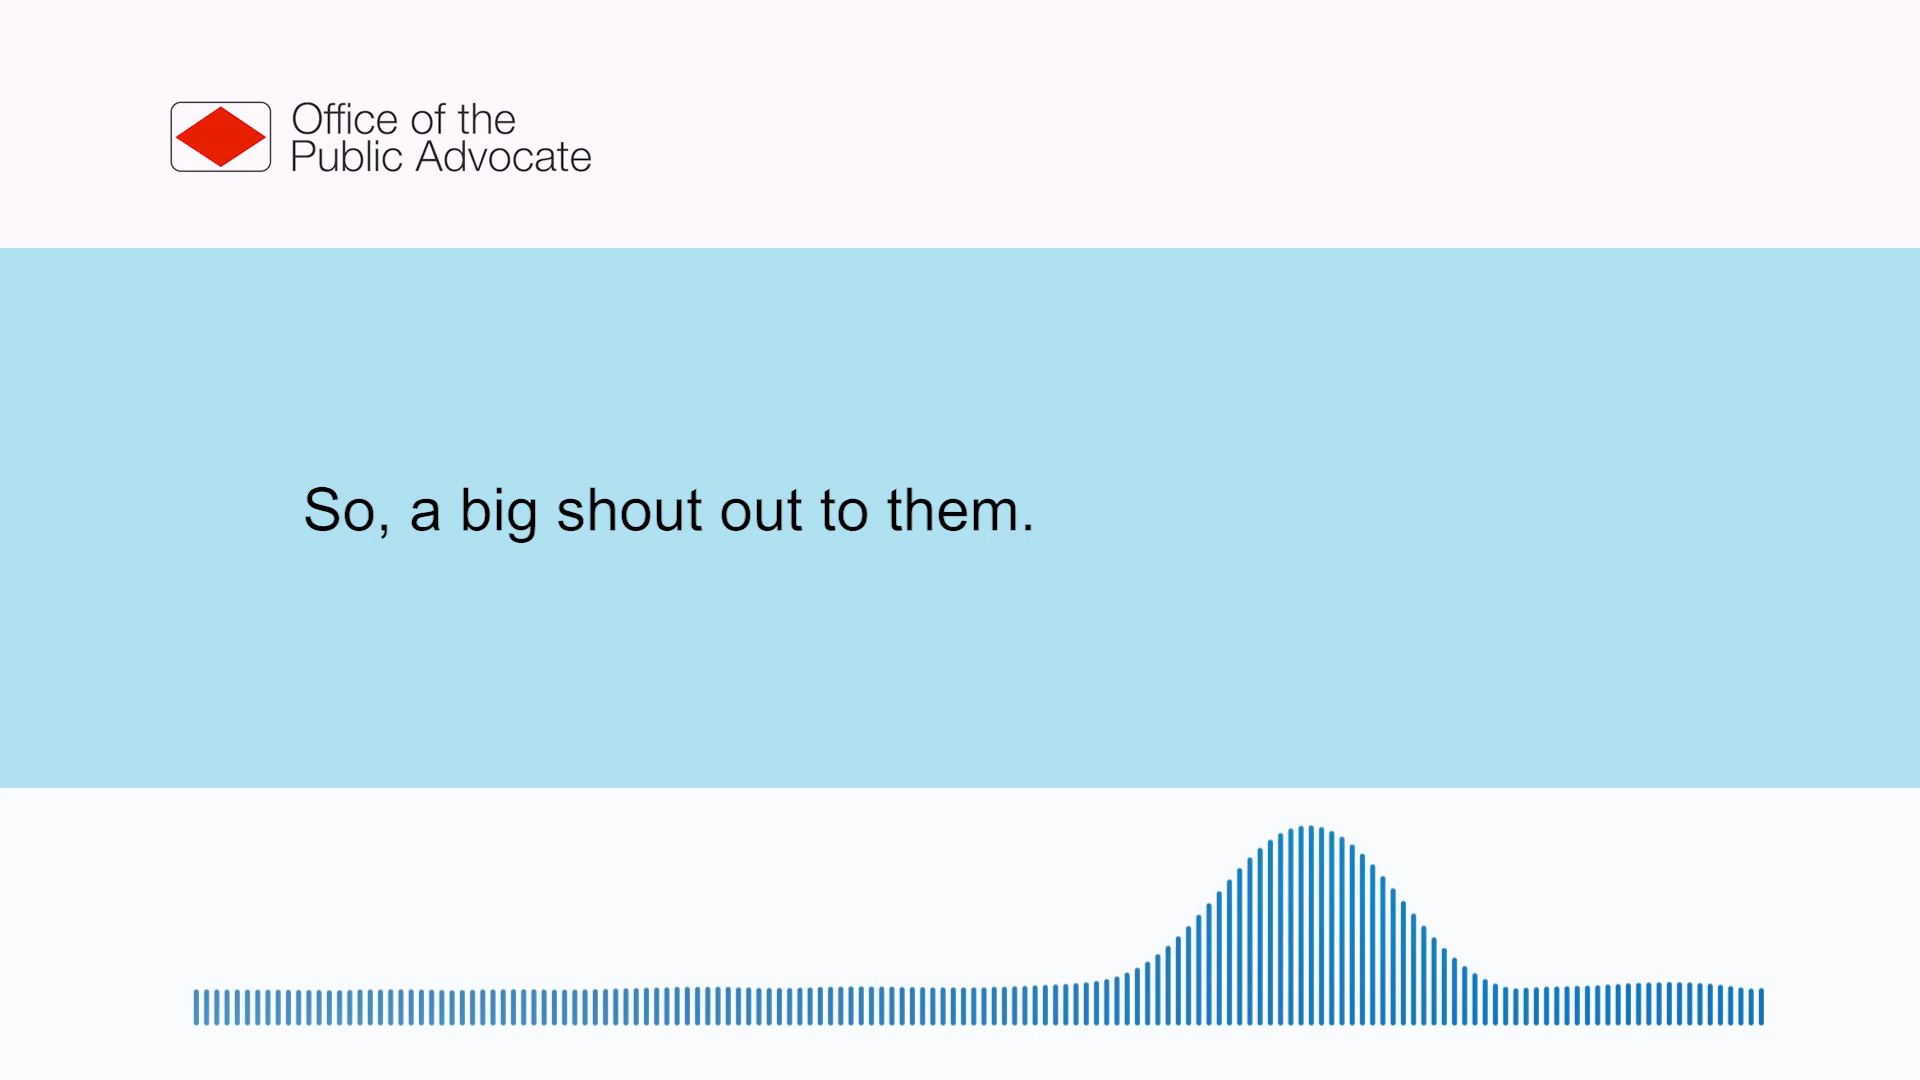 Office of the
Public Advocate
So, a big shout out to them.